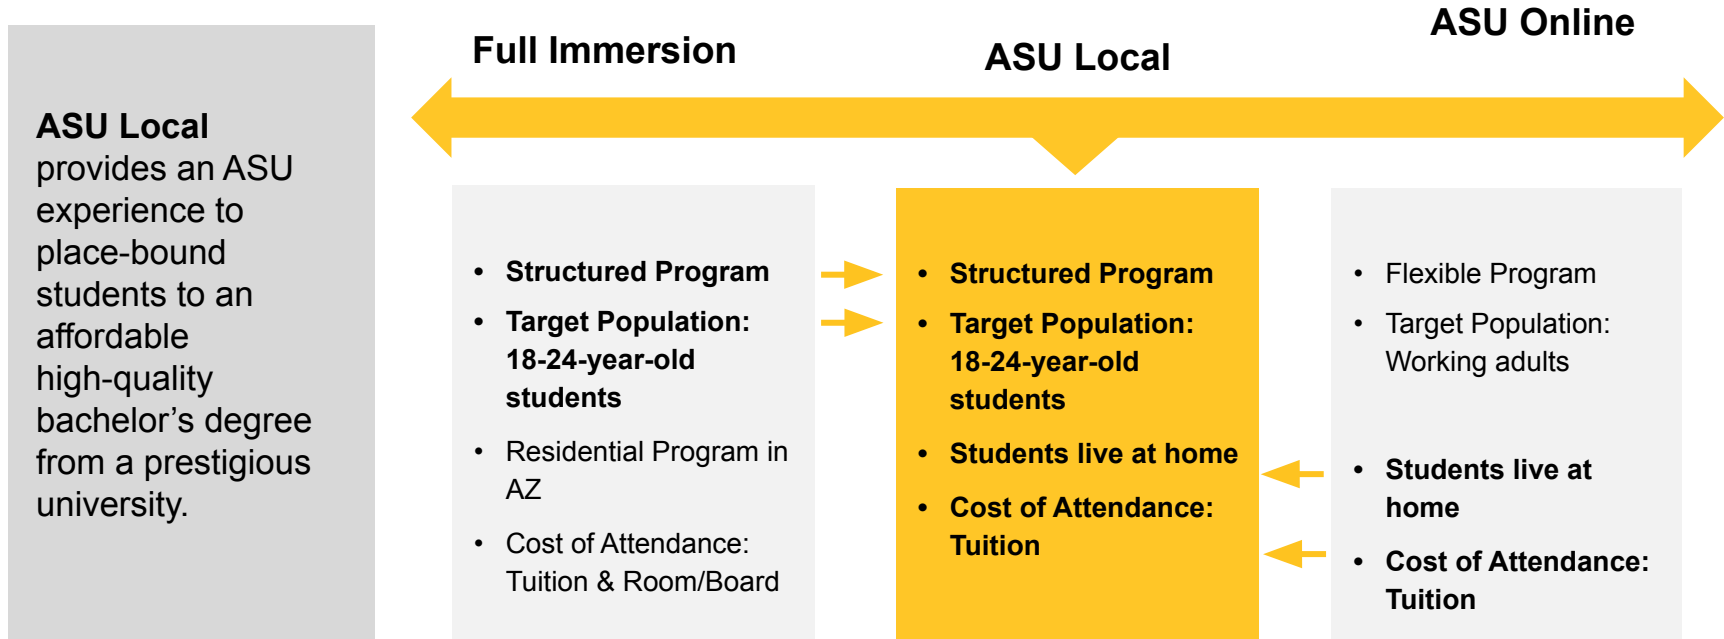 ASU Local
provides an ASU
experience to
place-bound
students to an
affordable
high-quality
bachelor’s degree
from a prestigious
university.
Full Immersion
ASU Local
ASU Online
• Structured Program
• Target Population:
18-24-year-old
students
• Residential Program in
AZ
• Cost of Attendance:
Tuition & Room/Board
• Structured Program
• Target Population:
18-24-year-old
students
• Students live at home
• Cost of Attendance:
Tuition
• Flexible Program
• Target Population:
Working adults
• Students live at
home
• Cost of Attendance:
Tuition